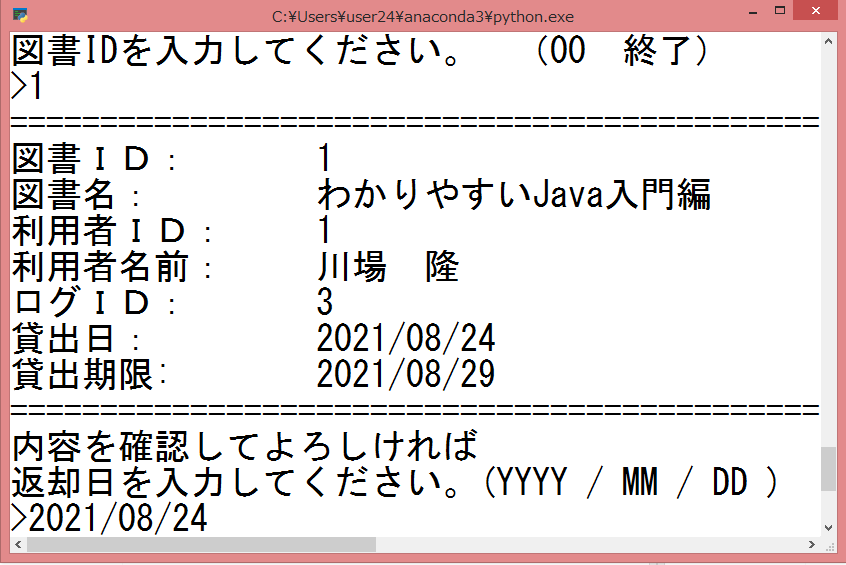 C:¥Users¥user24¥anaconda3¥python.exe
図書IDを入力してください。　　（00　終了）
>1
=============================================
図書ＩＤ：　　　　1
図書名：　　　　　わかりやすいJava入門編
利用者ＩＤ：　　　1
利用者名前：　　　川場　隆
ログＩＤ：　　　　3
貸出日：　　　　　2021/08/24
貸出期限:　　　　 2021/08/29
=============================================
内容を確認してよろしければ
返却日を入力してください。(YYYY / MM / DD )
>2021/08/24